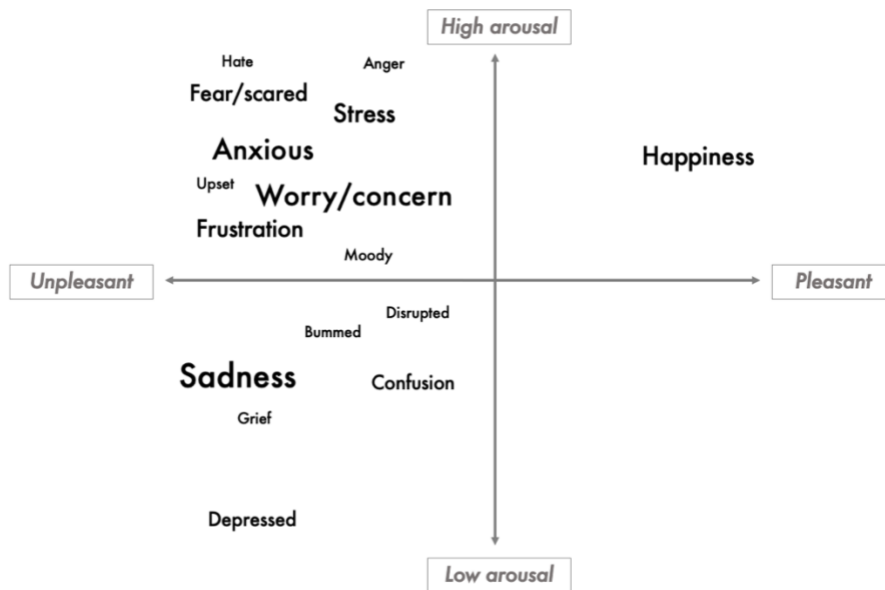 High arousal
Hate
Anger
Fear/scared
Stress
Anxious
Happiness
Upset
Worry/concern
Frustration
Moody
Unpleasant
Pleasant
Disrupted
Bummed
Sadness
Confusion
Grief
Depressed
Low arousal